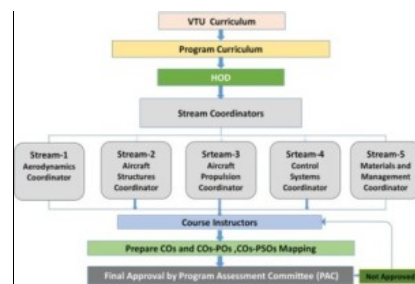 VTU Curriculum
Program Curriculum
HOD
Stream Coordinators
Stream-1
Aerodynamics
Coordinator
Stream-2
Aircraft
Structures
Coordinator
Srteam-3
Aircraft
Propulsion
Coordinator
Srteam-4
Control
Systems
Coordinator
Stream-5
Materials and
Management
Coordinator
Course Instructors
Prepare COs and COs-POs ,COs-PSOs Mapping
Final Approval by Program Assessment Committee (PAC)
Not Approved